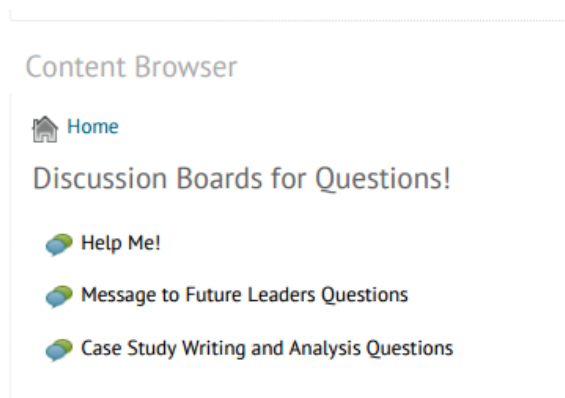 Content Browser
Home
Discussion Boards for Questions!
Help Me!
Message to Future Leaders Questions
Case Study Writing and Analysis Questions